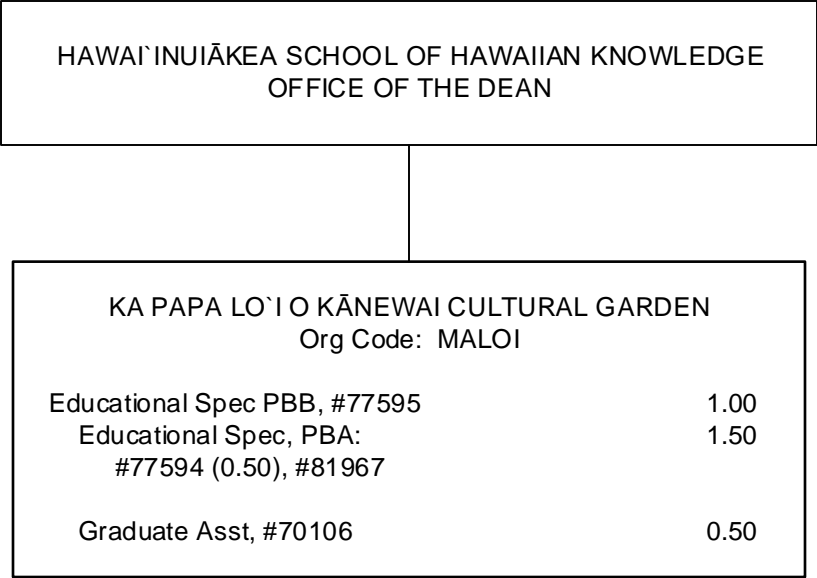 HAWAI`INUIĀKEA SCHOOL OF HAWAIIAN KNOWLEDGE
OFFICE OF THE DEAN
KA PAPA LO`I O KĀNEWAI CULTURAL GARDEN
Org Code: MALOI
Educational Spec PBB, #77595 1.00
Educational Spec, PBA: 1.50
#77594 (0.50), #81967
Graduate Asst, #70106 0.50